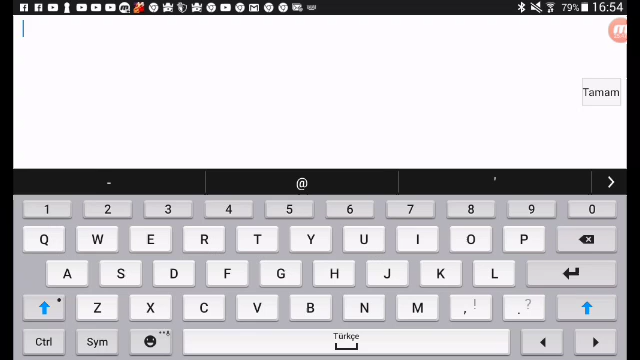 79% 16:54
Tamam
- @ '
1 2 3 4 5 6 7 8 9 0
Q W E R T Y U I O P
A S D F G H J K L
Z X C V B N M , ! . ?
Ctrl Sym Türkçe